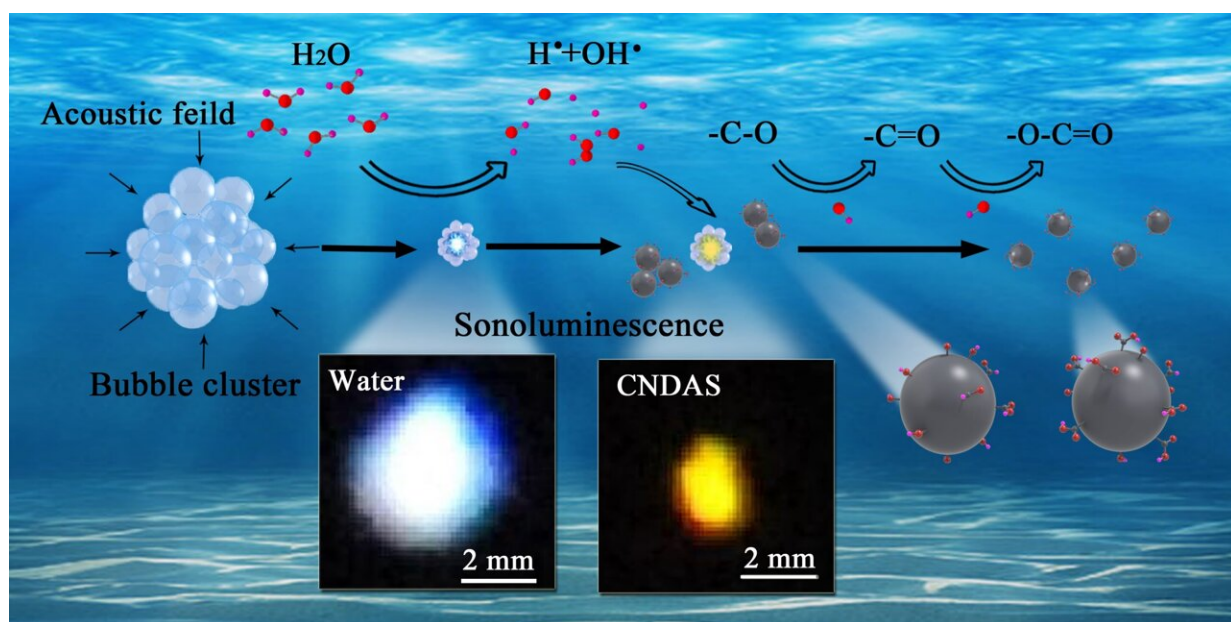 H2O
H•+OH•
Acoustic feild
-C-O
-C=O
-O-C=O
Sonoluminescence
Bubble cluster
Water
CNDAS
2 mm
2 mm